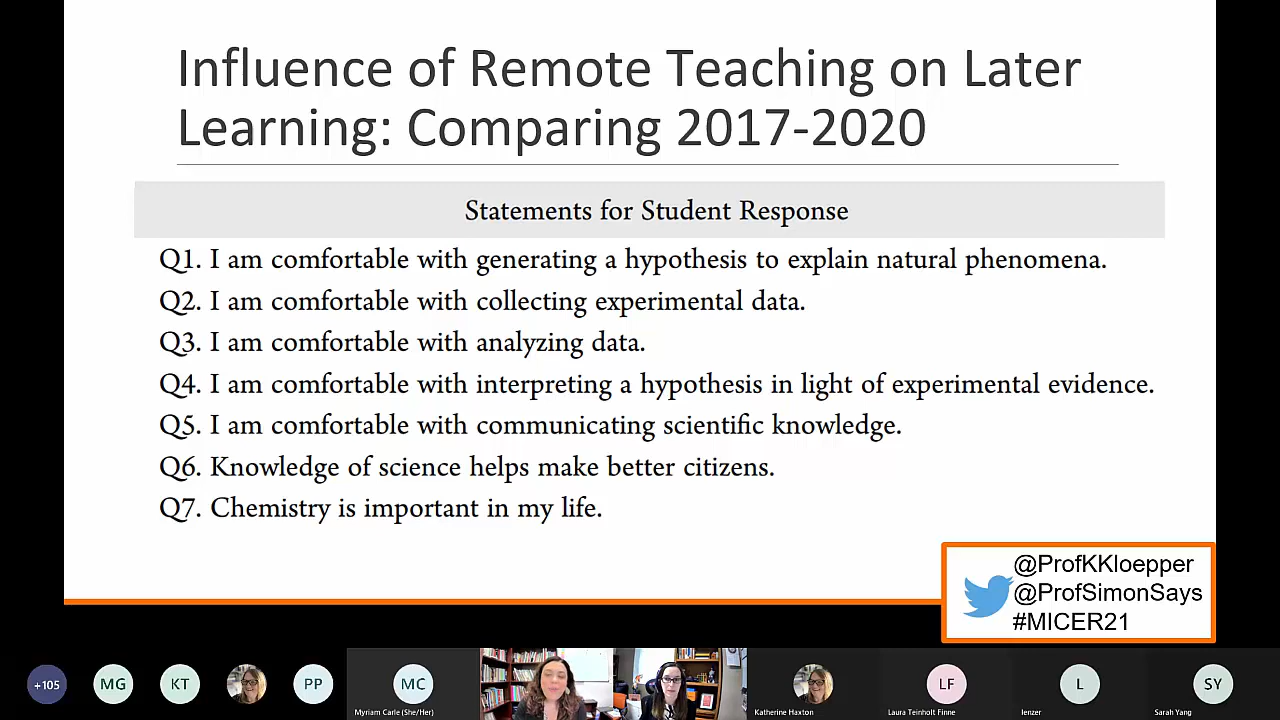 Influence of Remote Teaching on Later
Learning: Comparing 2017-2020
Statements for Student Response
Q1. I am comfortable with generating a hypothesis to explain natural phenomena.
Q2. I am comfortable with collecting experimental data.
Q3. I am comfortable with analyzing data.
Q4. I am comfortable with interpreting a hypothesis in light of experimental evidence.
Q5. I am comfortable with communicating scientific knowledge.
Q6. Knowledge of science helps make better citizens.
Q7. Chemistry is important in my life.
@ProfKKloepper
@ProfSimonSays
#MICER21
+105
MG
KT
PP
MC
LF
L
SY
Myriam Carle (She/Her)
Katherine Haxton
Laura Teinholt Finne
lenzer
Sarah Yang